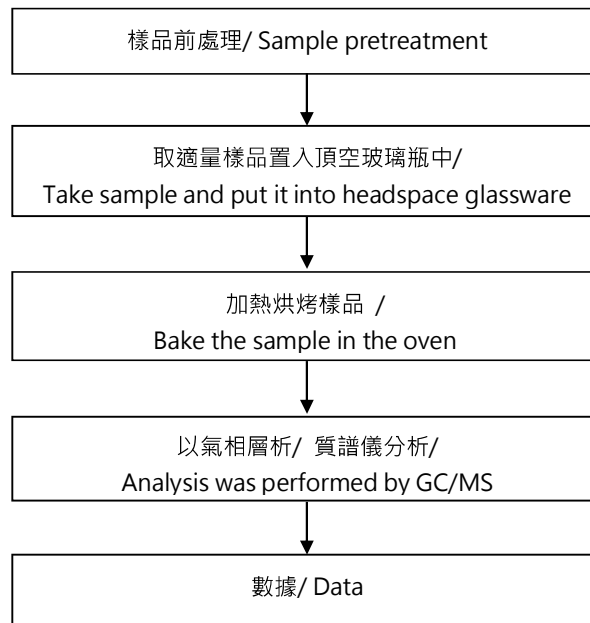 樣品前處理/ Sample pretreatment
取適量樣品置入頂空玻璃瓶中/
Take sample and put it into headspace glassware
加熱烘烤樣品 /
Bake the sample in the oven
以氣相層析/ 質譜儀分析/
Analysis was performed by GC/MS
數據/ Data